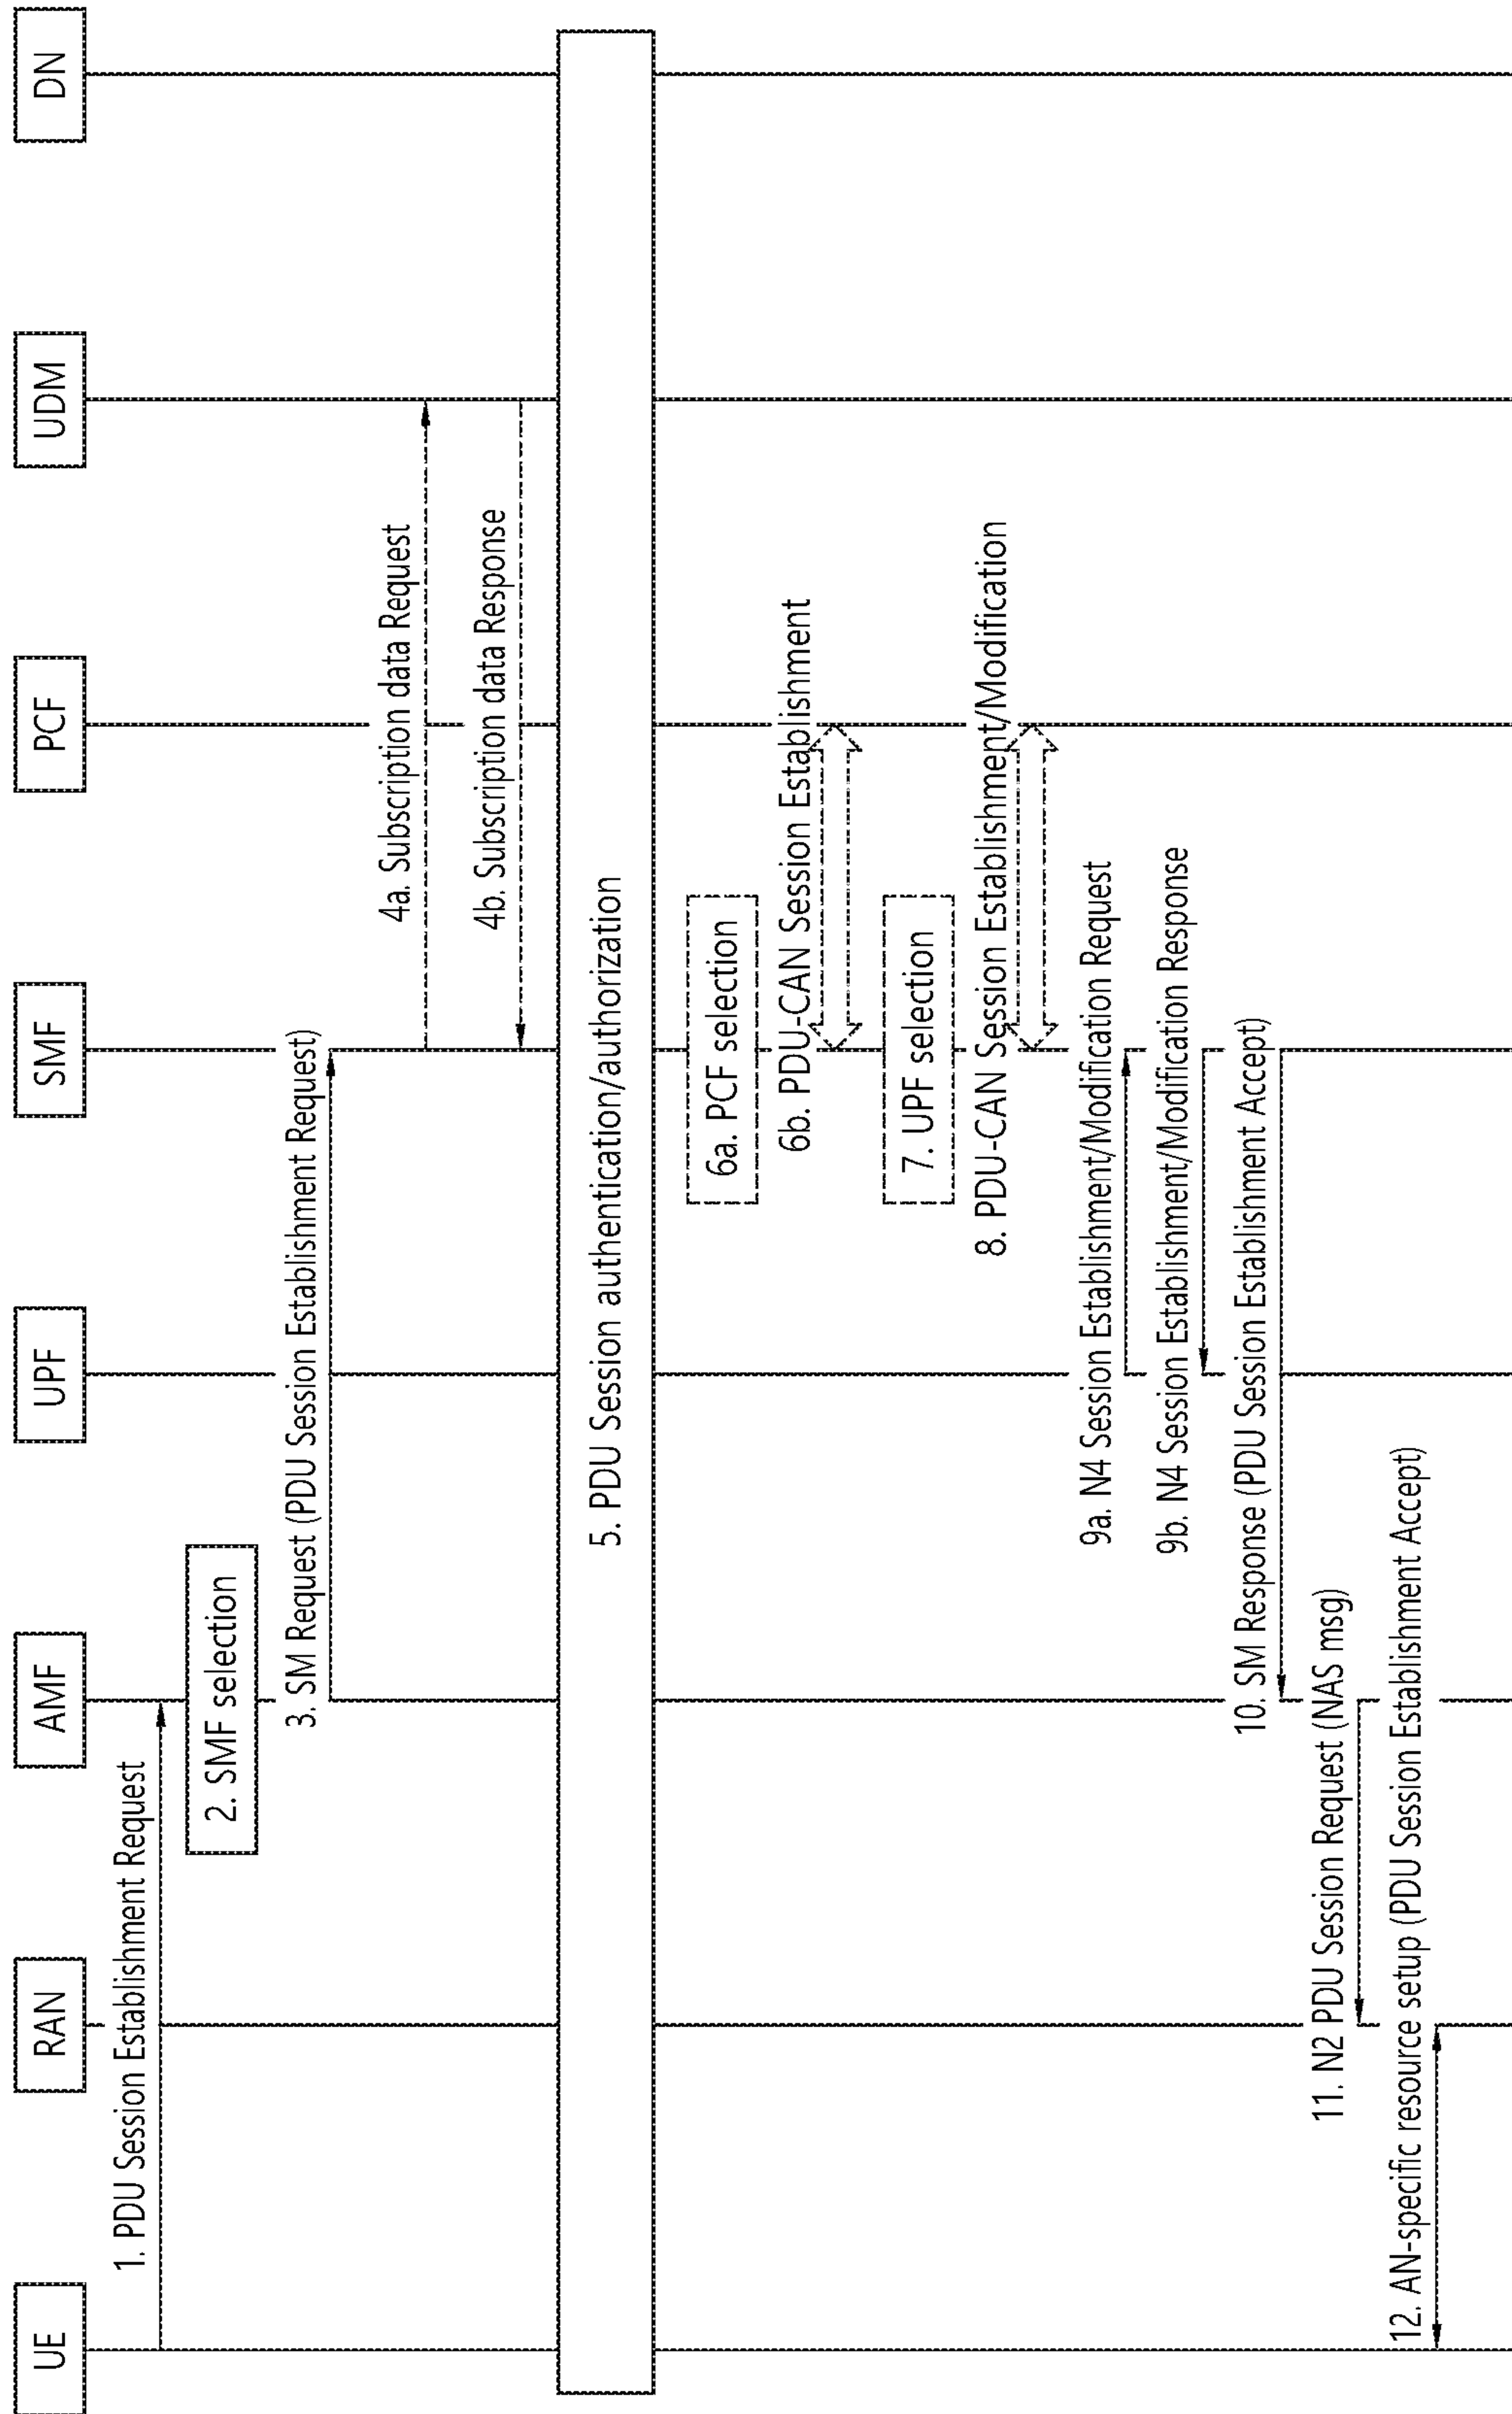 UE
RAN
AMF
UPF
SMF
PCF
UDM
DN
1. PDU Session Establishment Request
2. SMF selection
3. SM Request (PDU Session Establishment Request)
4a. Subscription data Request
4b. Subscription data Response
5. PDU Session authentication/authorization
6a. PCF selection
6b. PDU-CAN Session Establishment
7. UPF selection
8. PDU-CAN Session Establishment/Modification
9a. N4 Session Establishment/Modification Request
9b. N4 Session Establishment/Modification Response
10. SM Response (PDU Session Establishment Accept)
11. N2 PDU Session Request (NAS msg)
12. AN-specific resource setup (PDU Session Establishment Accept)